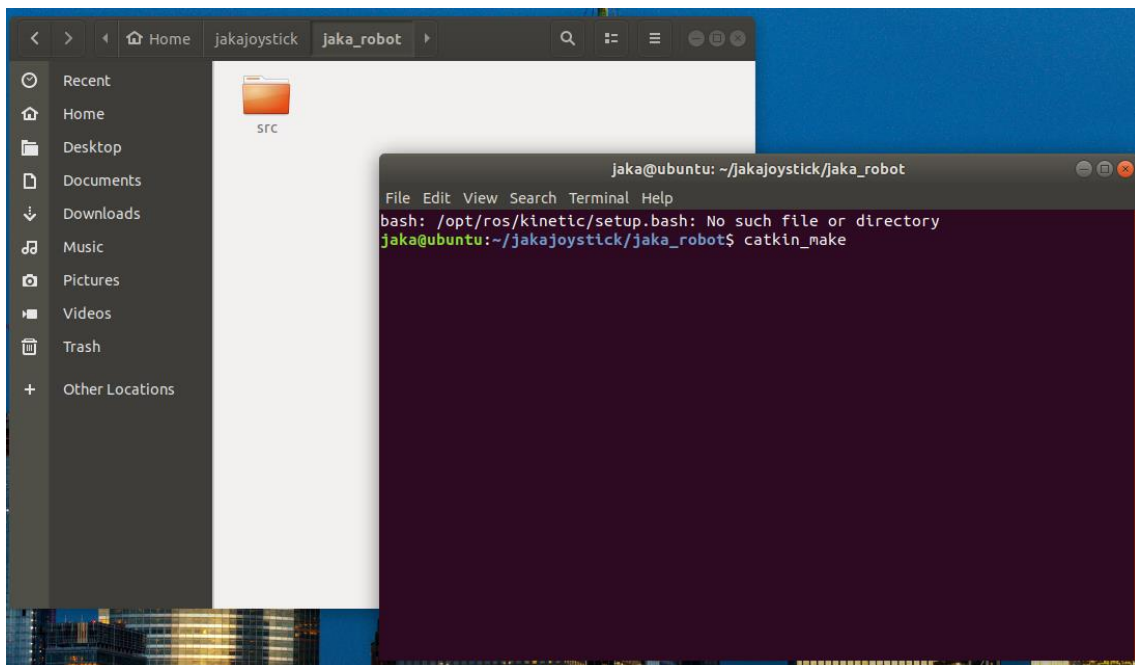 Home jakajoystick jaka_robot
Recent
Home
Desktop
Documents
Downloads
Music
Pictures
Videos
Trash
Other Locations
src
jaka@ubuntu: ~/jakajoystick/jaka_robot
File Edit View Search Terminal Help
bash: /opt/ros/kinetic/setup.bash: No such file or directory
jaka@ubuntu:~/jakajoystick/jaka_robot$ catkin_make